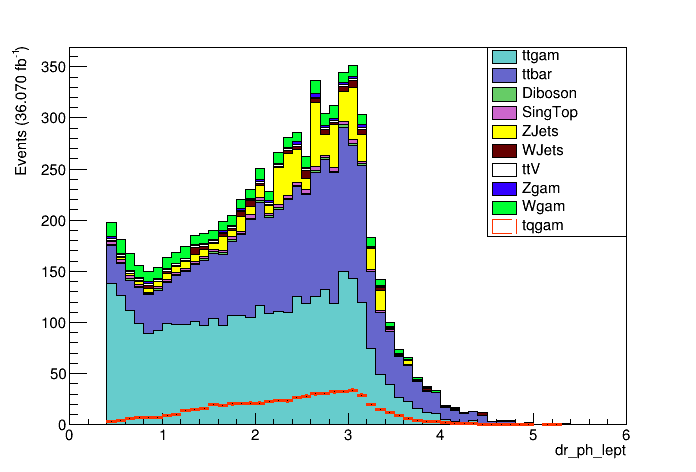 Events (36.070 fb⁻¹)
350
300
250
200
150
100
50
0
0 1 2 3 4 5 6
dr_ph_lept
ttgam
ttbar
Diboson
SingTop
ZJets
WJets
ttV
Zgam
Wgam
tqgam